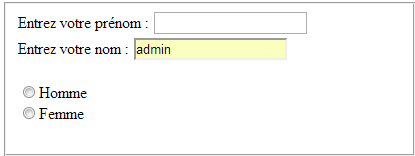 Entrez votre prénom :
Entrez votre nom : admin
Homme
Femme